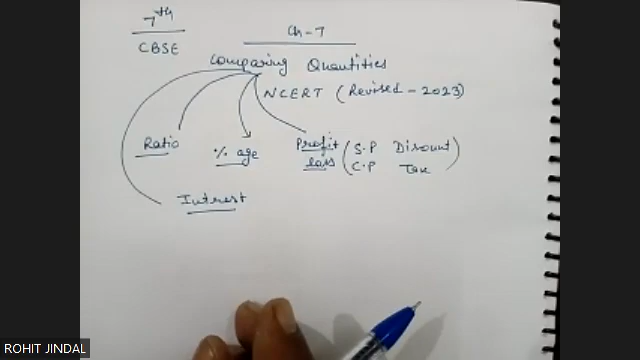 7th
CBSE
Ch-7
Comparing Quantities
NCERT (Revised - 2023)
Ratio
% age
Profit
loss
(S.P Discount
C.P Tax)
Interest
ROHIT JINDAL